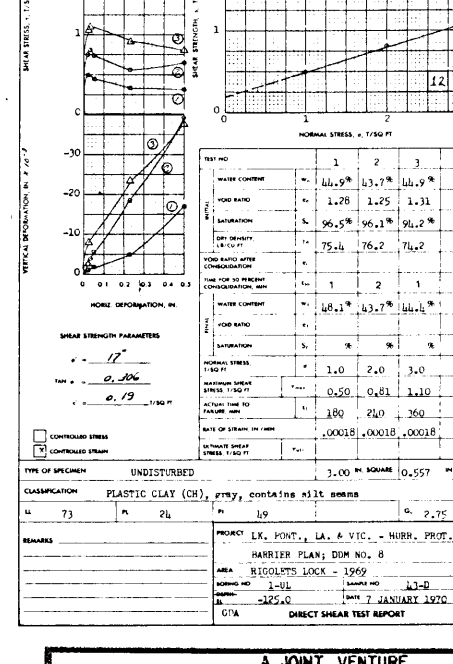 SHEAR STRESS, τ, T/SQ
SHEAR STRENGTH, s, T
1
0
③
②
①
1
0
0
1
2
12
NORMAL STRESS, σ, T/SQ FT
VERTICAL DEFORMATION, IN.
-30
-20
-10
0
③
②
①
0
0.1
0.2
0.3
0.4
0.5
HORIZ. DEFORMATION, IN.
SHEAR STRENGTH PARAMETERS
17°
TAN 0.306
0.19 T/SQ FT
CONTROLLED STRESS
X CONTROLLED STRAIN
TEST NO 1 2 3
INITIAL
WATER CONTENT 44.9% 43.7% 44.9%
VOID RATIO 1.28 1.25 1.31
SATURATION 96.5% 96.1% 94.2%
DRY DENSITY, LB/CU FT 75.4 76.2 74.2
VOID RATIO AFTER CONSOLIDATION
TIME FOR 50 PERCENT CONSOLIDATION, MIN 1 2 1
FINAL
WATER CONTENT 48.1% 43.7% 44.4%
VOID RATIO
SATURATION % % %
NORMAL STRESS, T/SQ FT σ 1.0 2.0 3.0
MAXIMUM SHEAR STRESS, T/SQ FT 0.50 0.81 1.10
ACTUAL TIME TO FAILURE, MIN 180 240 360
RATE OF STRAIN, IN/MIN .00018 .00018 .00018
ULTIMATE SHEAR STRESS, T/SQ FT
TYPE OF SPECIMEN UNDISTURBED 3.00 IN. SQUARE 0.557 IN
CLASSIFICATION PLASTIC CLAY (CH), gray, contains silt seams
LL 73 PL 24 PI 49 G 2.75
REMARKS
PROJECT LK. PONT., LA. & VIC. - HURR. PROT.
BARRIER PLAN; DDM NO. 8
AREA RIGOLETS LOCK - 1969
BORING NO 1-UL SAMPLE NO 43-D
EL -125.0 DATE 7 JANUARY 1970
DIRECT SHEAR TEST REPORT
A JOINT VENTURE